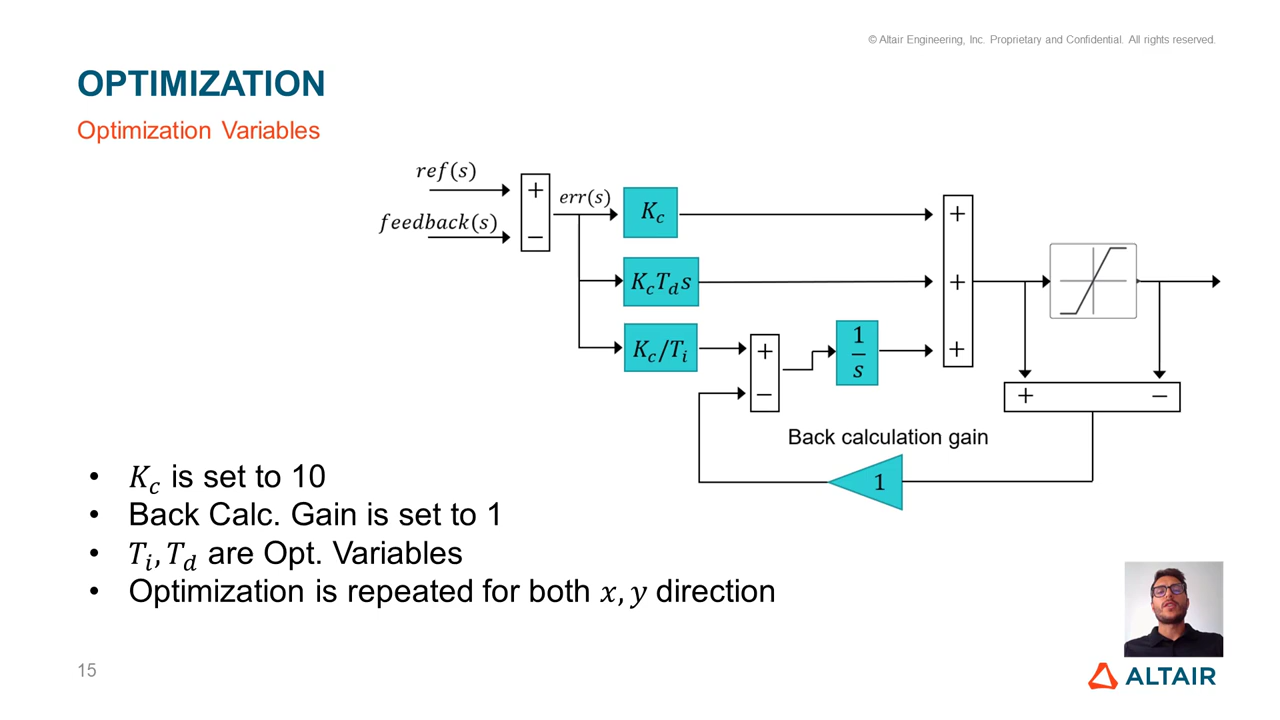 © Altair Engineering, Inc. Proprietary and Confidential. All rights reserved.
OPTIMIZATION
Optimization Variables
ref(s)
+
err(s)
K_c
+
feedback(s)
−
K_cT_ds
+
K_c/T_i
+
1/s
+
−
+ −
Back calculation gain
1
• K_c is set to 10
• Back Calc. Gain is set to 1
• T_i, T_d are Opt. Variables
• Optimization is repeated for both x, y direction
15
ALTAIR